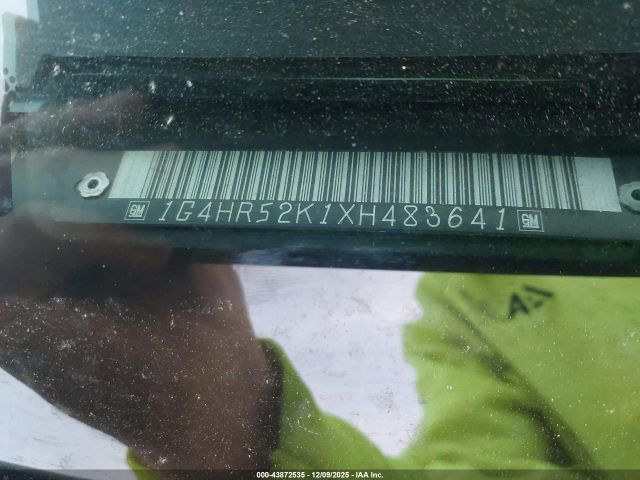 GM 1G4HR52K1XH483641 GM
000-43872535 - 12/09/2025 - IAA Inc.